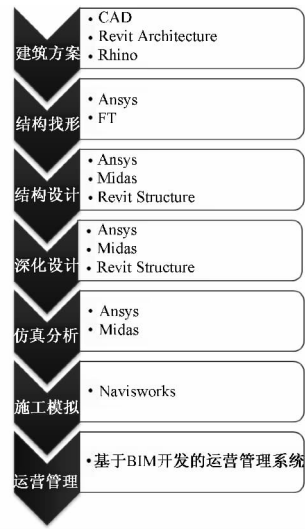 建筑方案
• CAD
• Revit Architecture
• Rhino
结构找形
• Ansys
• FT
结构设计
• Ansys
• Midas
• Revit Structure
深化设计
• Ansys
• Midas
• Revit Structure
仿真分析
• Ansys
• Midas
施工模拟
• Navisworks
运营管理
• 基于BIM开发的运营管理系统